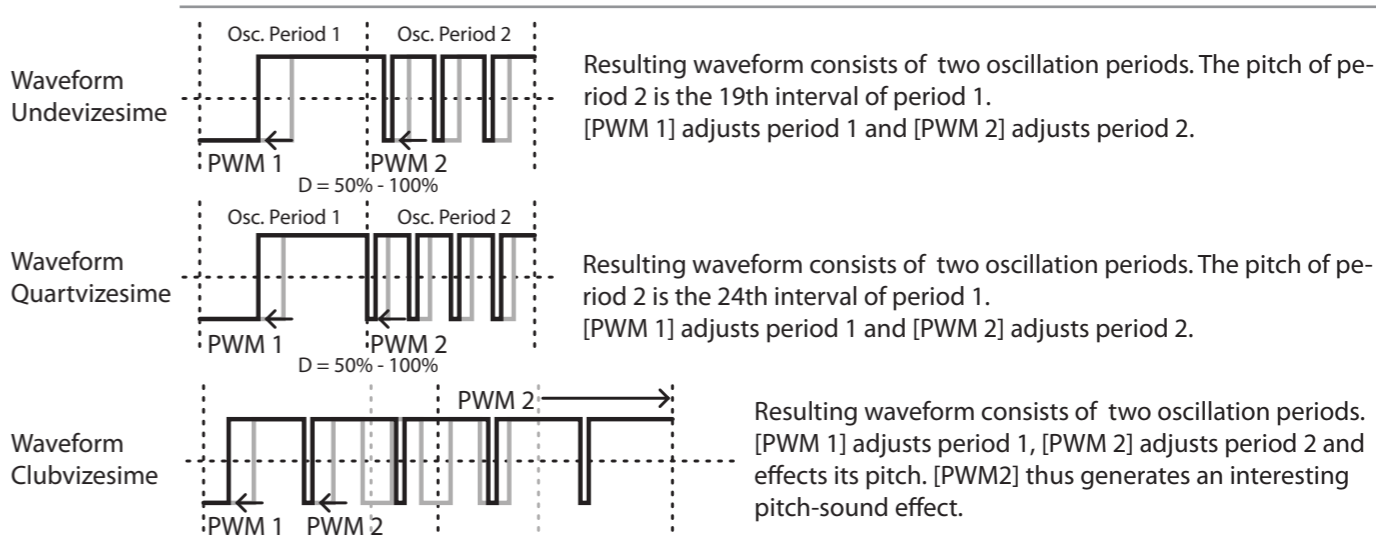 Osc. Period 1 Osc. Period 2
Waveform
Undevizesime
PWM 1 PWM 2
D = 50% - 100%
Resulting waveform consists of two oscillation periods. The pitch of pe-
riod 2 is the 19th interval of period 1.
[PWM 1] adjusts period 1 and [PWM 2] adjusts period 2.
Osc. Period 1 Osc. Period 2
Waveform
Quartvizesime
PWM 1 PWM 2
D = 50% - 100%
Resulting waveform consists of two oscillation periods. The pitch of pe-
riod 2 is the 24th interval of period 1.
[PWM 1] adjusts period 1 and [PWM 2] adjusts period 2.
PWM 2
Waveform
Clubvizesime
PWM 1 PWM 2
Resulting waveform consists of two oscillation periods.
[PWM 1] adjusts period 1, [PWM 2] adjusts period 2 and
effects its pitch. [PWM2] thus generates an interesting
pitch-sound effect.